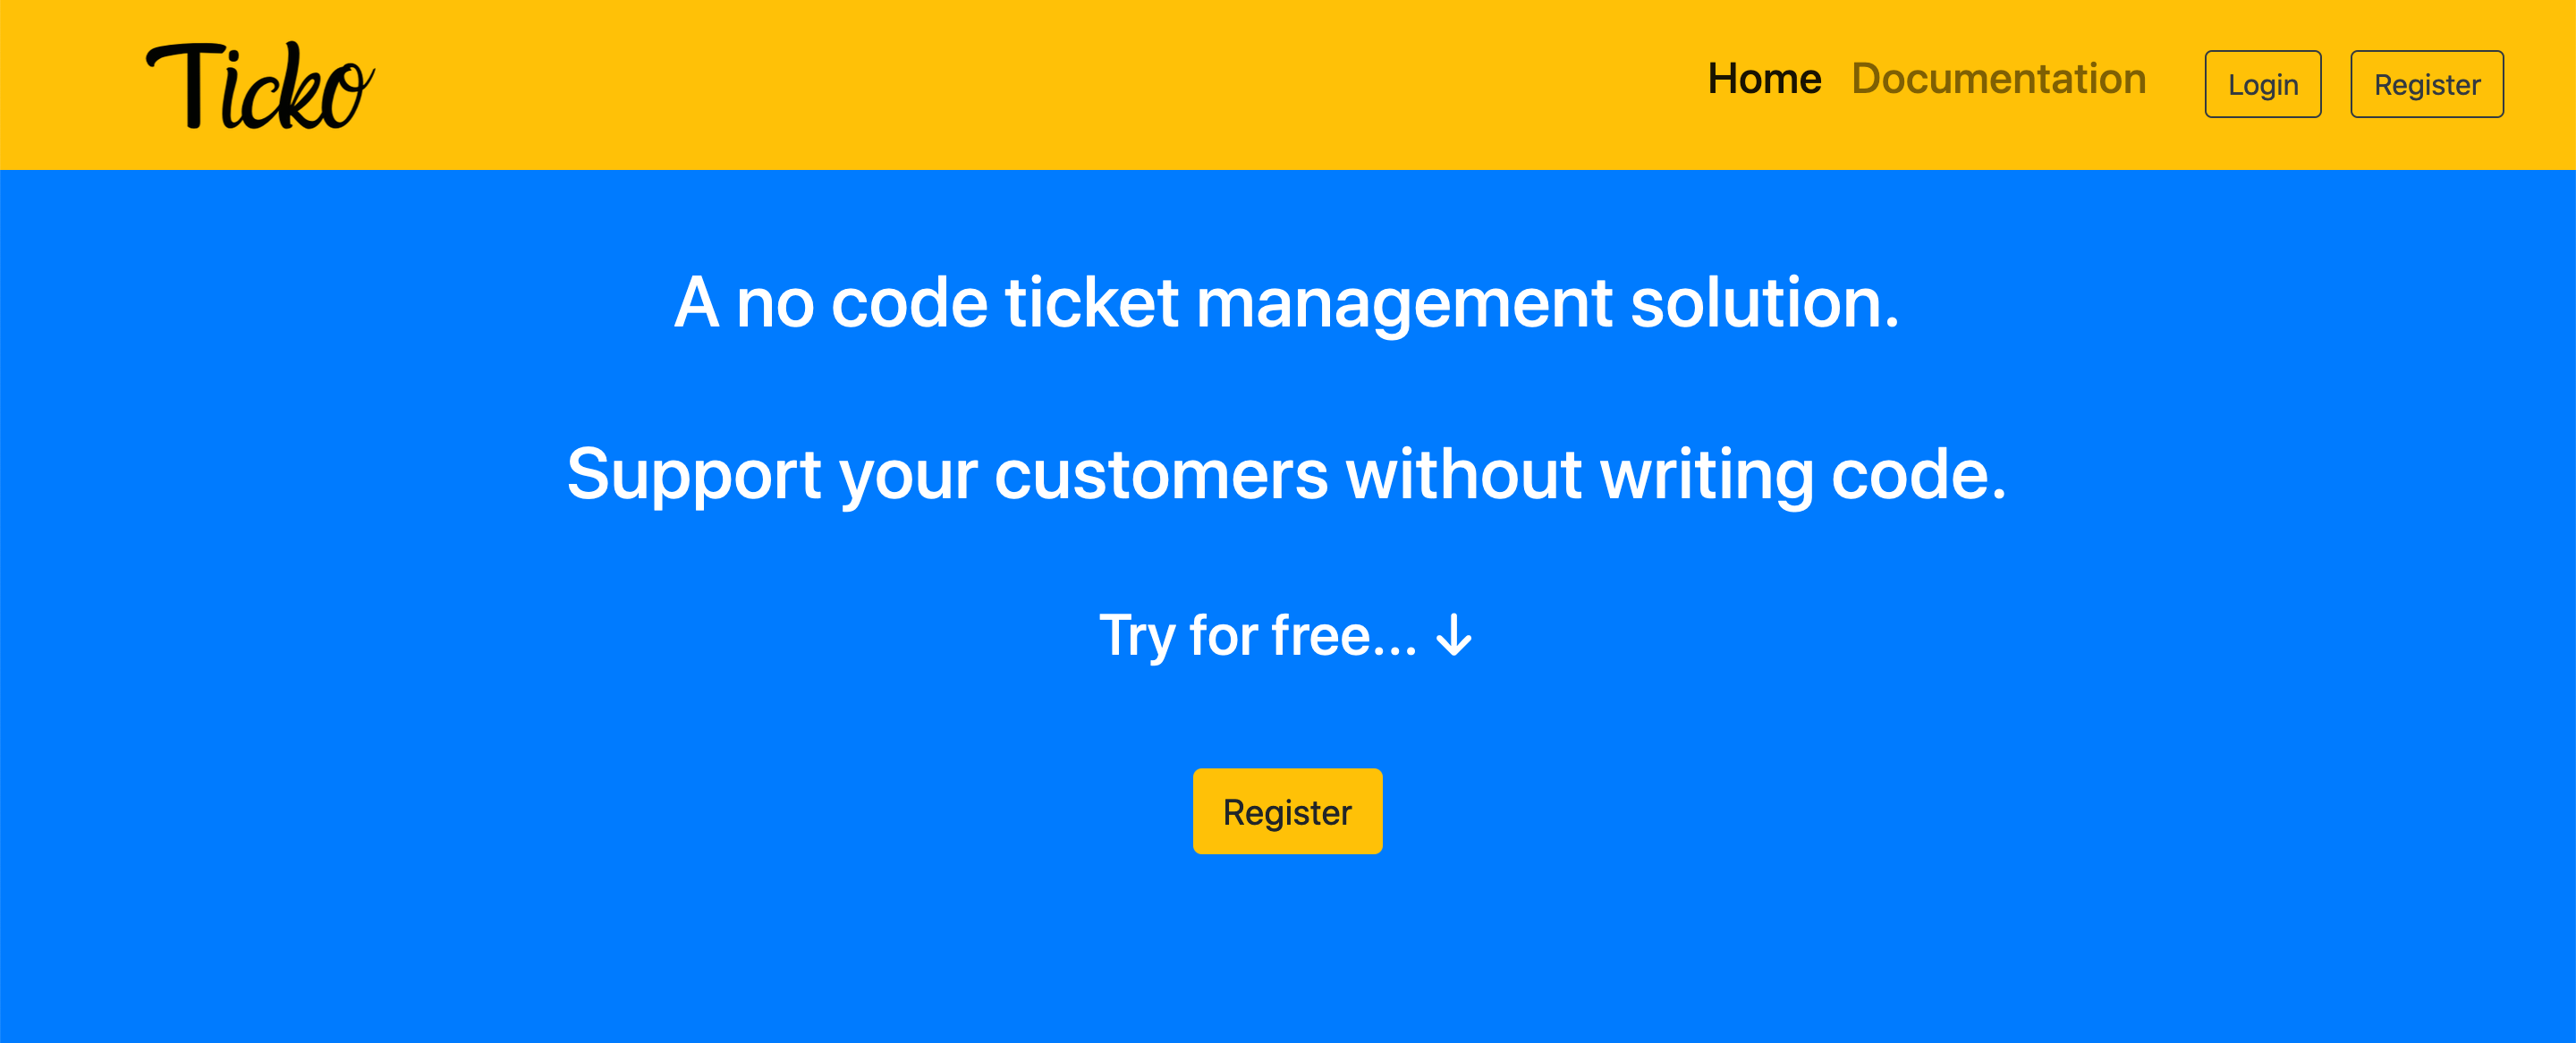 Ticko
Home Documentation Login Register
A no code ticket management solution.
Support your customers without writing code.
Try for free... ↓
Register